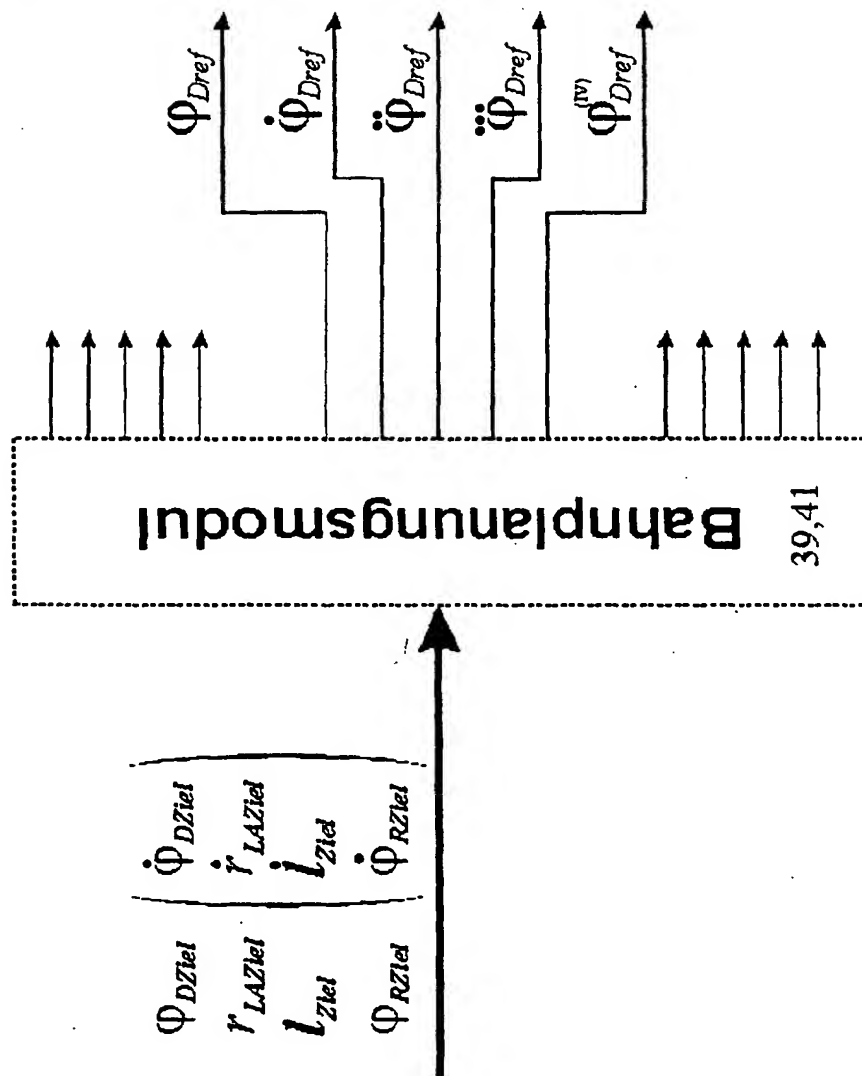 φDZiel (φ̇DZiel)
rLAZiel (ṙLAZiel)
lZiel (l̇Ziel)
φRZiel (φ̇RZiel)
Bahnplanungsmodul
39,41
φDref
φ̇Dref
φ̈Dref
φ⃛Dref
φ(IV)Dref